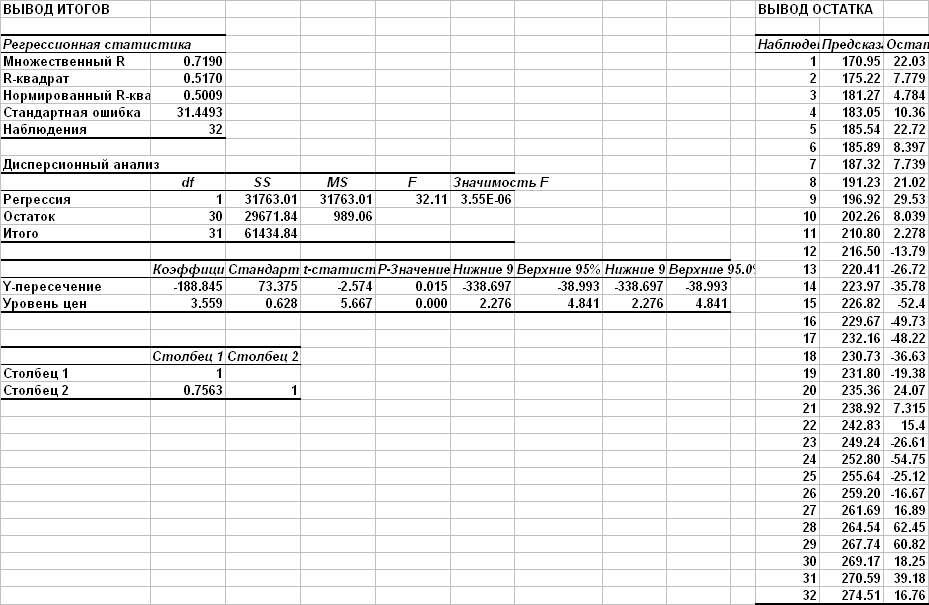 ВЫВОД ИТОГОВ
Регрессионная статистика
Множественный R 0.7190
R-квадрат 0.5170
Нормированный R-ква 0.5009
Стандартная ошибка 31.4493
Наблюдения 32
Дисперсионный анализ
df SS MS F Значимость F
Регрессия 1 31763.01 31763.01 32.11 3.55E-06
Остаток 30 29671.84 989.06
Итого 31 61434.84
Коэффици Стандарт t-статист P-Значение Нижние 9 Верхние 95% Нижние 9 Верхние 95.0%
Y-пересечение -188.845 73.375 -2.574 0.015 -338.697 -38.993 -338.697 -38.993
Уровень цен 3.559 0.628 5.667 0.000 2.276 4.841 2.276 4.841
Столбец 1 Столбец 2
Столбец 1 1
Столбец 2 0.7563 1
ВЫВОД ОСТАТКА
Наблюде Предсказ Остат
1 170.95 22.03
2 175.22 7.779
3 181.27 4.784
4 183.05 10.36
5 185.54 22.72
6 185.89 8.397
7 187.32 7.739
8 191.23 21.02
9 196.92 29.53
10 202.26 8.039
11 210.80 2.278
12 216.50 -13.79
13 220.41 -26.72
14 223.97 -35.78
15 226.82 -52.4
16 229.67 -49.73
17 232.16 -48.22
18 230.73 -36.63
19 231.80 -19.38
20 235.36 24.07
21 238.92 7.315
22 242.83 15.4
23 249.24 -26.61
24 252.80 -54.75
25 255.64 -25.12
26 259.20 -16.67
27 261.69 16.89
28 264.54 62.45
29 267.74 60.82
30 269.17 18.25
31 270.59 39.18
32 274.51 16.76